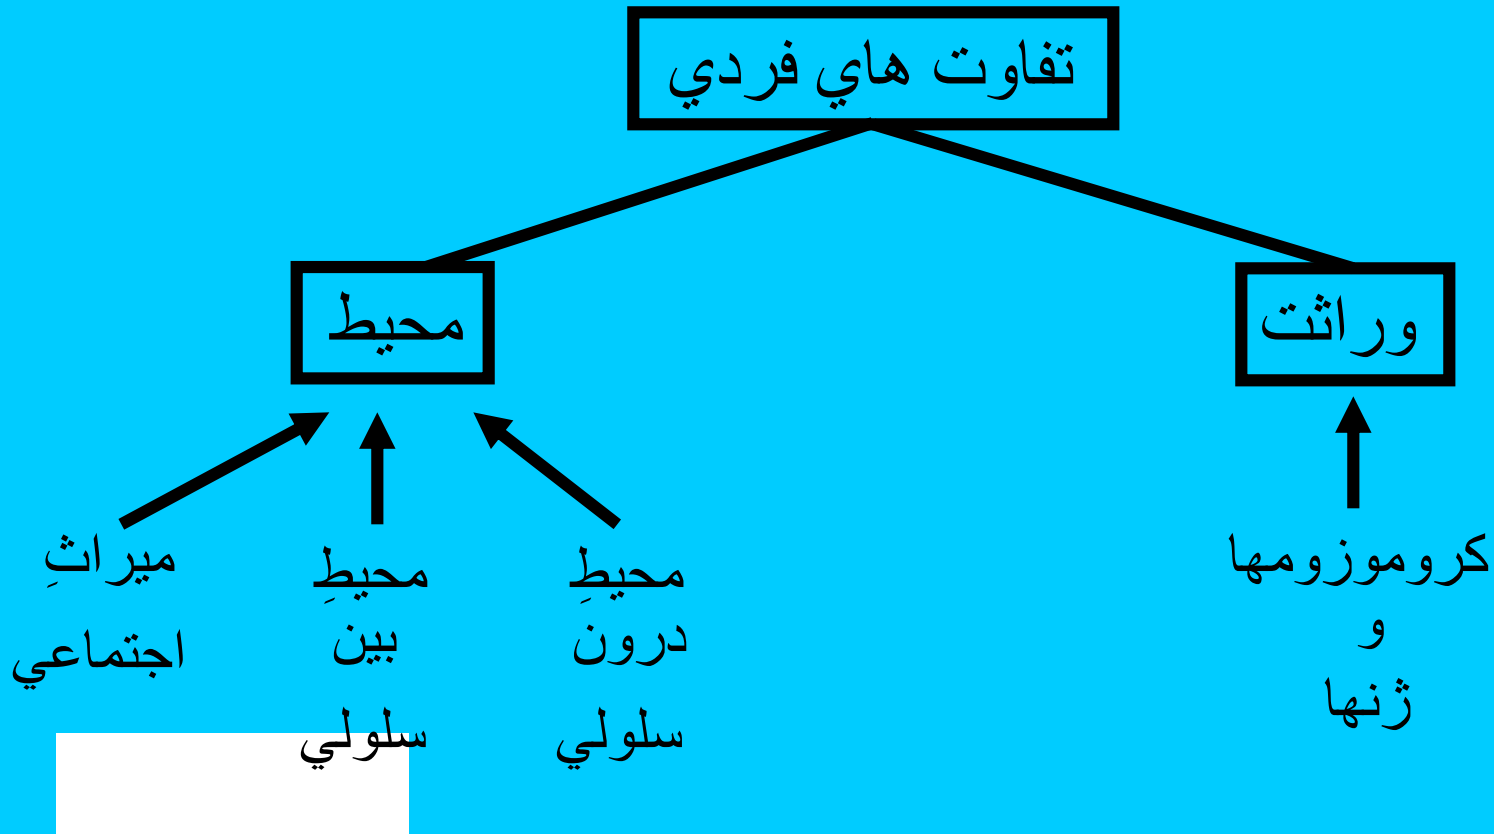 تفاوت هاي فردي
وراثت
محيط
كروموزومها
و
ژنها
محيطِ
درون
سلولي
محيطِ
بين
سلولي
ميراثِ
اجتماعي